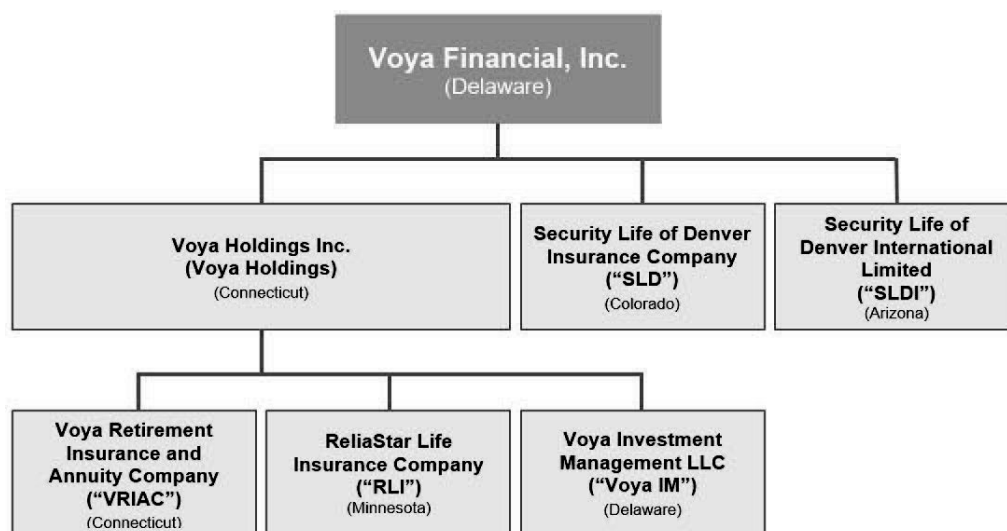 Voya Financial, Inc.
(Delaware)
Voya Holdings Inc.
(Voya Holdings)
(Connecticut)
Security Life of Denver
Insurance Company
(“SLD”)
(Colorado)
Security Life of
Denver International
Limited
(“SLDI”)
(Arizona)
Voya Retirement
Insurance and
Annuity Company
(“VRIAC”)
(Connecticut)
ReliaStar Life
Insurance Company
(“RLI”)
(Minnesota)
Voya Investment
Management LLC
(“Voya IM”)
(Delaware)